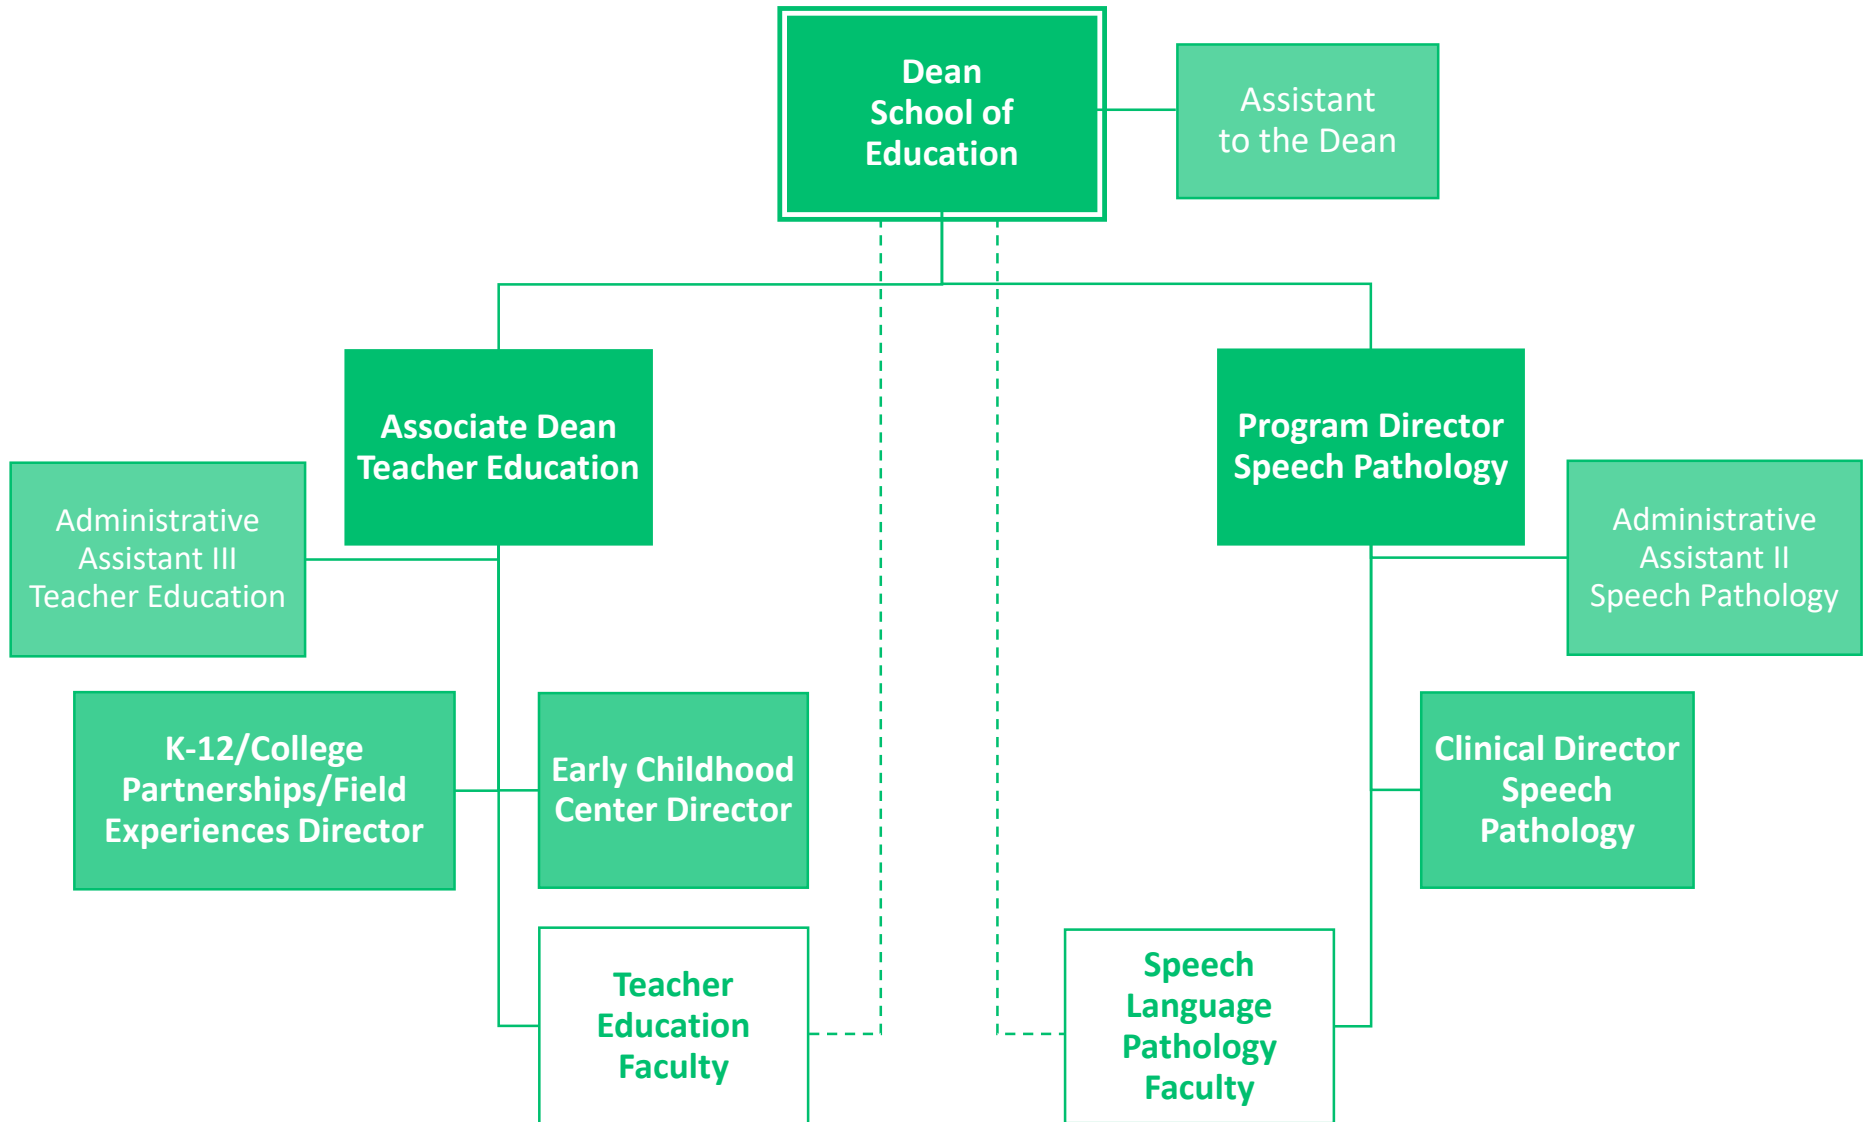 Dean
School of
Education
Assistant
to the Dean
Associate Dean
Teacher Education
Program Director
Speech Pathology
Administrative
Assistant III
Teacher Education
Administrative
Assistant II
Speech Pathology
K-12/College
Partnerships/Field
Experiences Director
Early Childhood
Center Director
Clinical Director
Speech
Pathology
Teacher
Education
Faculty
Speech
Language
Pathology
Faculty